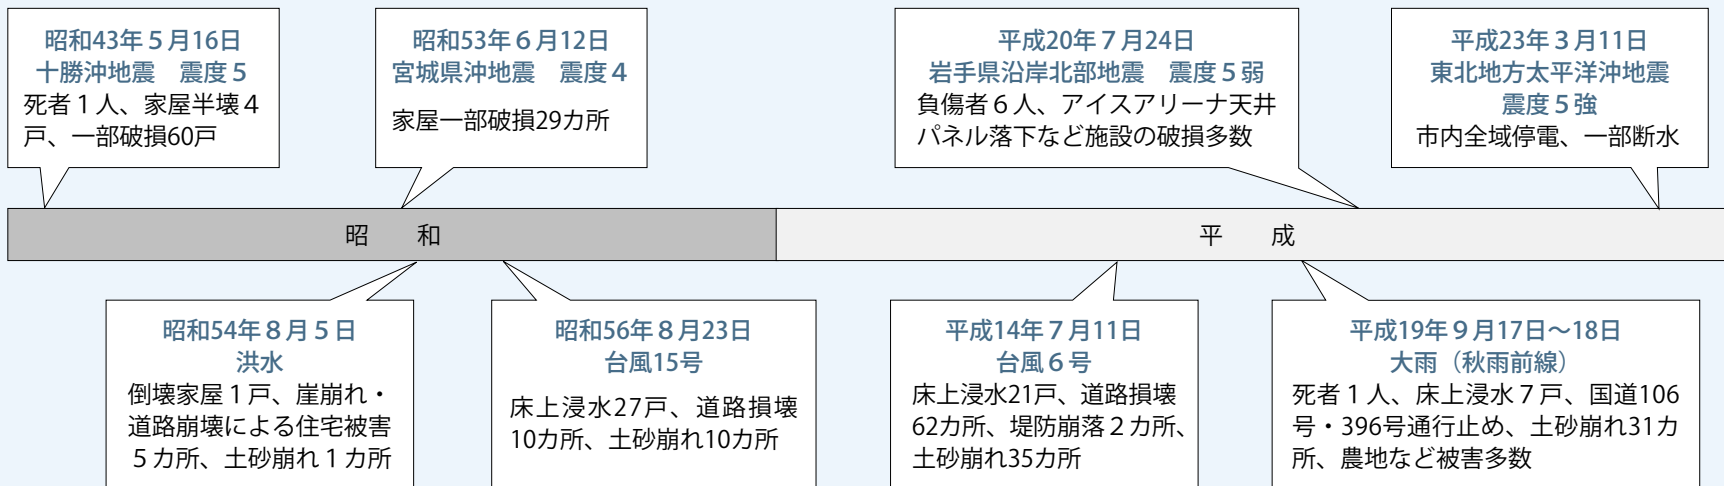 昭和43年５月16日
十勝沖地震　震度５
死者１人、家屋半壊４
戸、一部破損60戸
昭和53年６月12日
宮城県沖地震　震度４
家屋一部破損29カ所
平成20年７月24日
岩手県沿岸北部地震　震度５弱
負傷者６人、アイスアリーナ天井
パネル落下など施設の破損多数
平成23年３月11日
東北地方太平洋沖地震
震度５強
市内全域停電、一部断水
昭　和
平　成
昭和54年８月５日
洪水
倒壊家屋１戸、崖崩れ・
道路崩壊による住宅被害
５カ所、土砂崩れ１カ所
昭和56年８月23日
台風15号
床上浸水27戸、道路損壊
10カ所、土砂崩れ10カ所
平成14年７月11日
台風６号
床上浸水21戸、道路損壊
62カ所、堤防崩落２カ所、
土砂崩れ35カ所
平成19年９月17日～18日
大雨（秋雨前線）
死者１人、床上浸水７戸、国道106
号・396号通行止め、土砂崩れ31カ
所、農地など被害多数